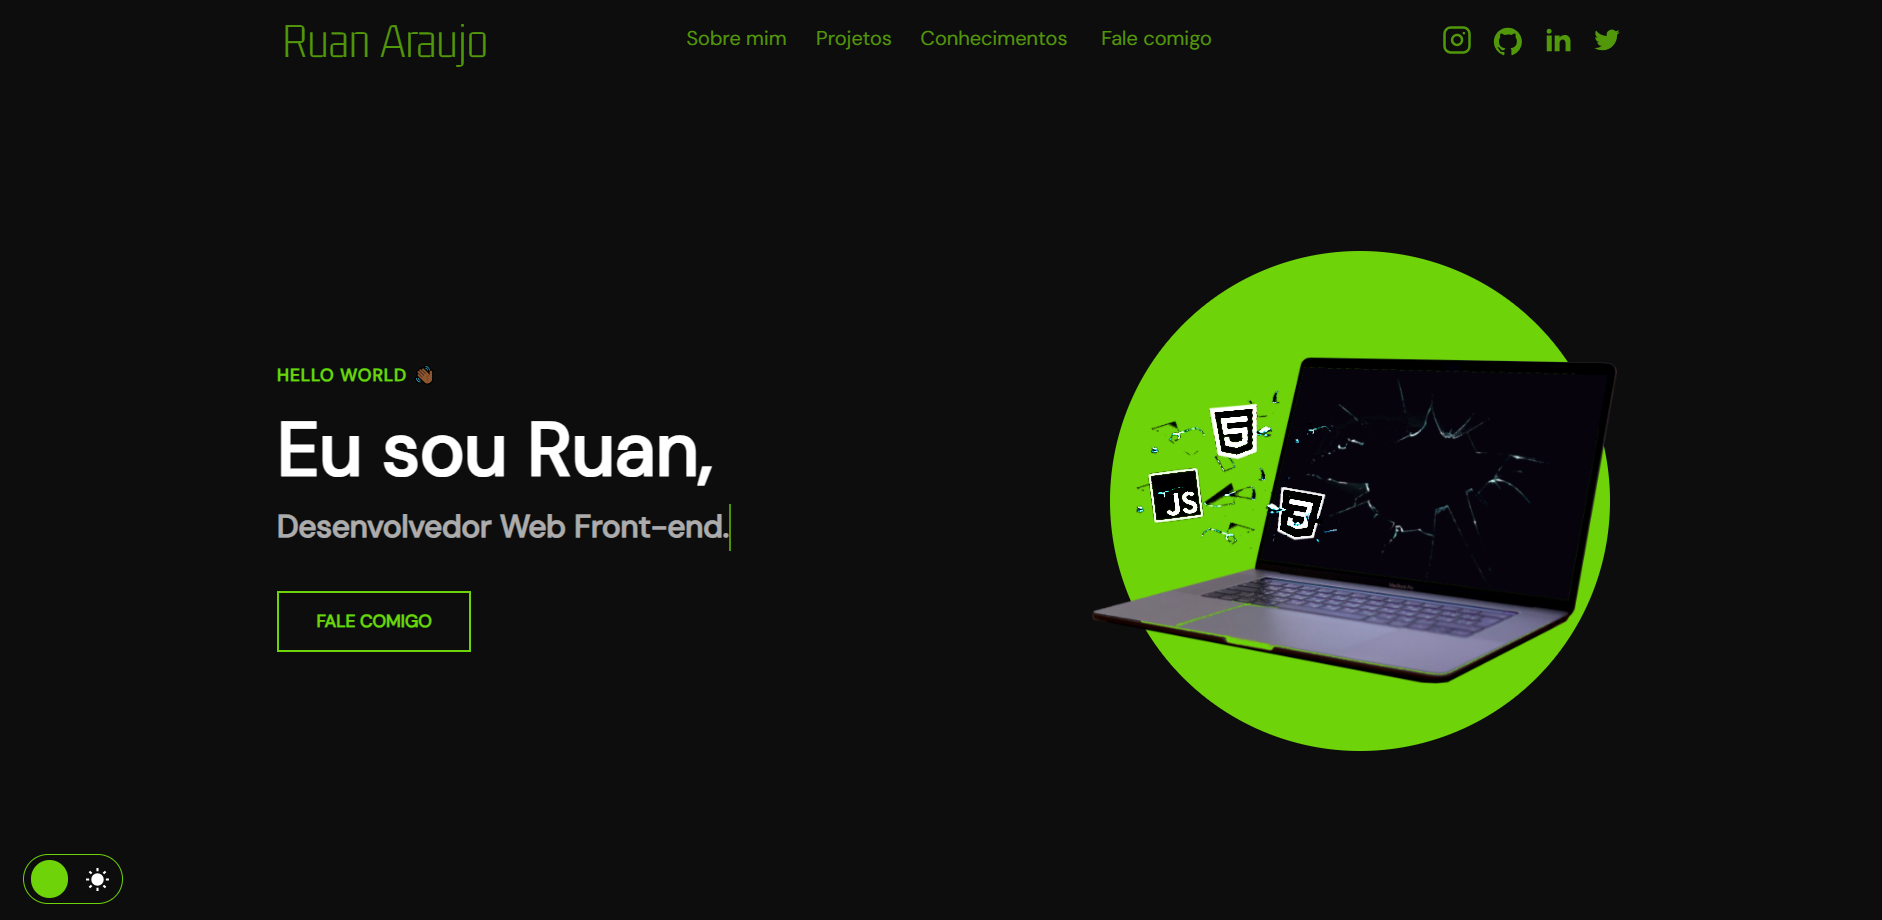 Ruan Araujo
Sobre mim Projetos Conhecimentos Fale comigo
HELLO WORLD 👋🏾
Eu sou Ruan,
Desenvolvedor Web Front-end.
FALE COMIGO
5
JS
3